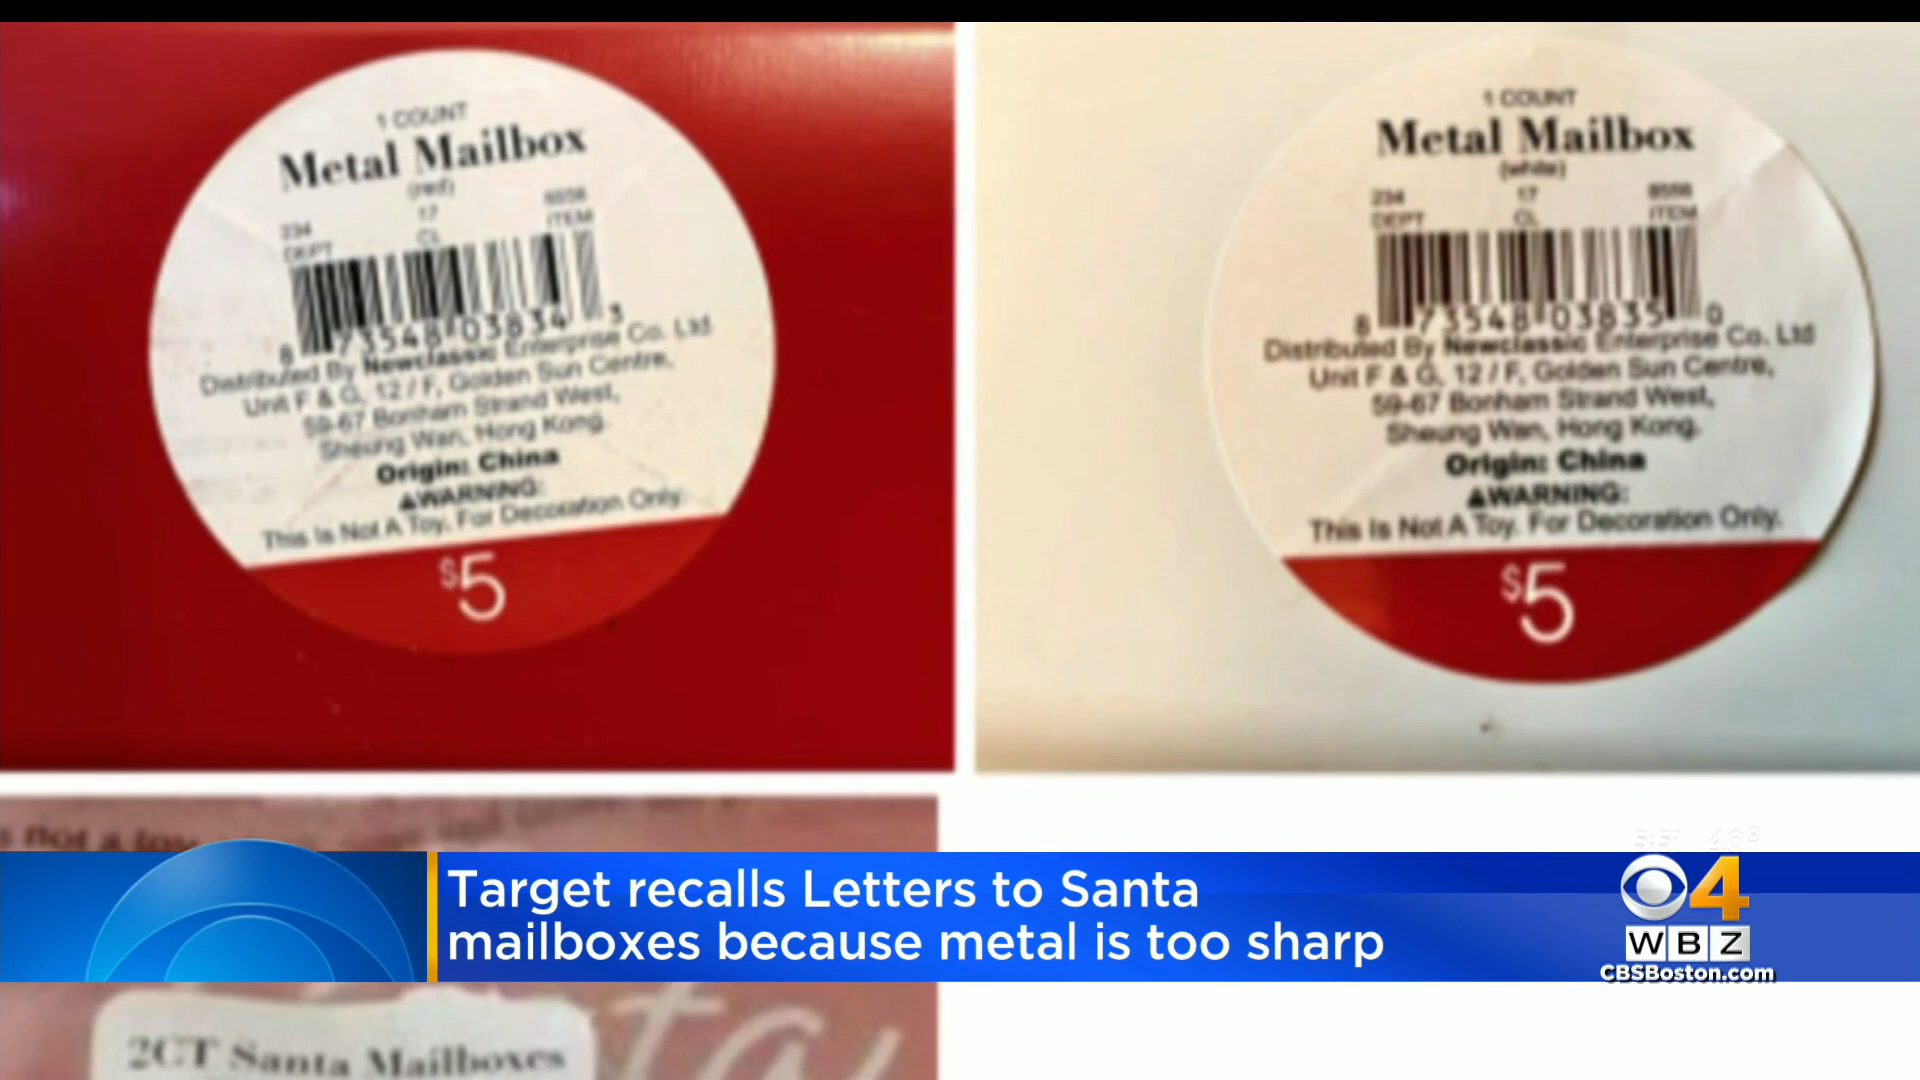 1 COUNT
Metal Mailbox
(red)
234 17 8556
DEPT CL ITEM
8 73548 03834 3
Distributed By Newclassic Enterprise Co. Ltd
Unit F & G, 12 / F, Golden Sun Centre,
59-67 Bonham Strand West,
Sheung Wan, Hong Kong.
Origin: China
▲WARNING:
This Is Not A Toy. For Decoration Only.
$5
1 COUNT
Metal Mailbox
(white)
234 17 8556
DEPT CL ITEM
8 73548 03835 0
Distributed By Newclassic Enterprise Co. Ltd
Unit F & G, 12 / F, Golden Sun Centre,
59-67 Bonham Strand West,
Sheung Wan, Hong Kong.
Origin: China
▲WARNING:
This Is Not A Toy. For Decoration Only.
$5
not a toy
Target recalls Letters to Santa
mailboxes because metal is too sharp
4
WBZ
CBSBoston.com
2CT Santa Mailboxes